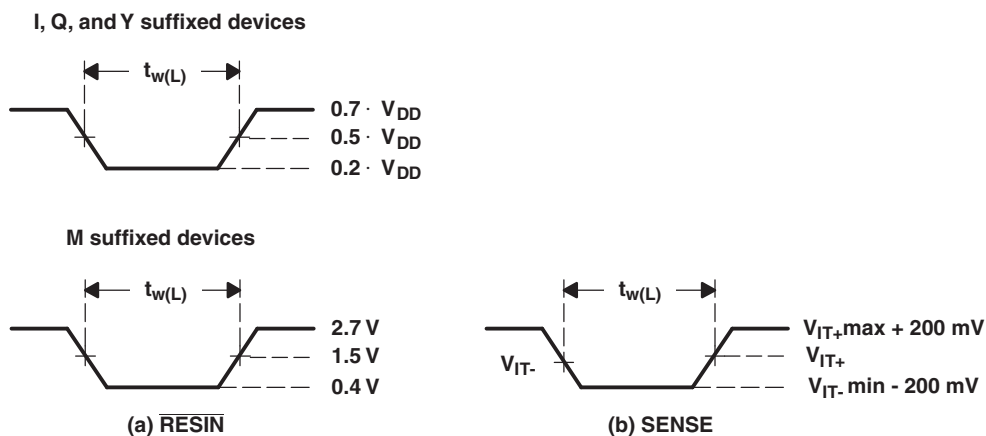 I, Q, and Y suffixed devices
tw(L)
0.7 · VDD
0.5 · VDD
0.2 · VDD
M suffixed devices
tw(L)
2.7 V
1.5 V
0.4 V
(a) RESIN
tw(L)
VIT-
VIT+max + 200 mV
VIT+
VIT- min - 200 mV
(b) SENSE